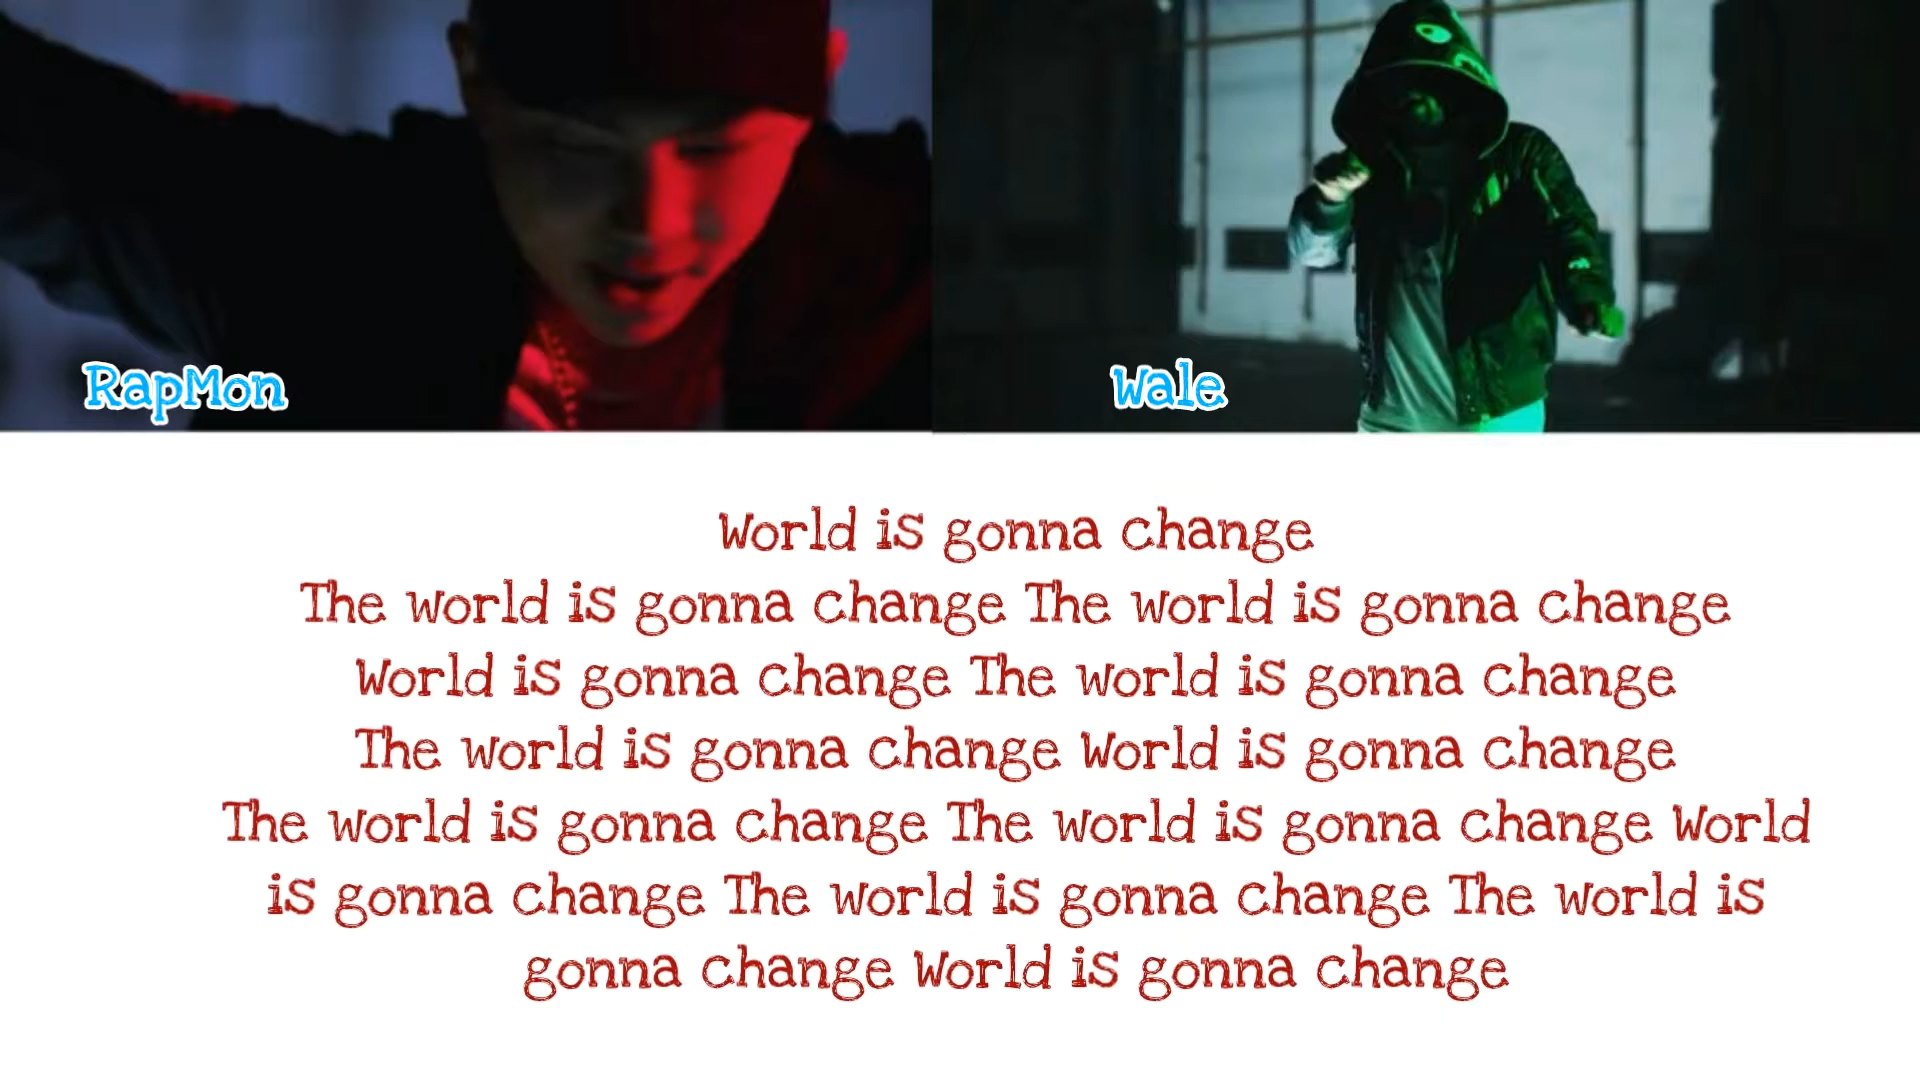 RapMon
Wale
World is gonna change
The world is gonna change The world is gonna change
World is gonna change The world is gonna change
The world is gonna change World is gonna change
The world is gonna change The world is gonna change World
is gonna change The world is gonna change The world is
gonna change World is gonna change